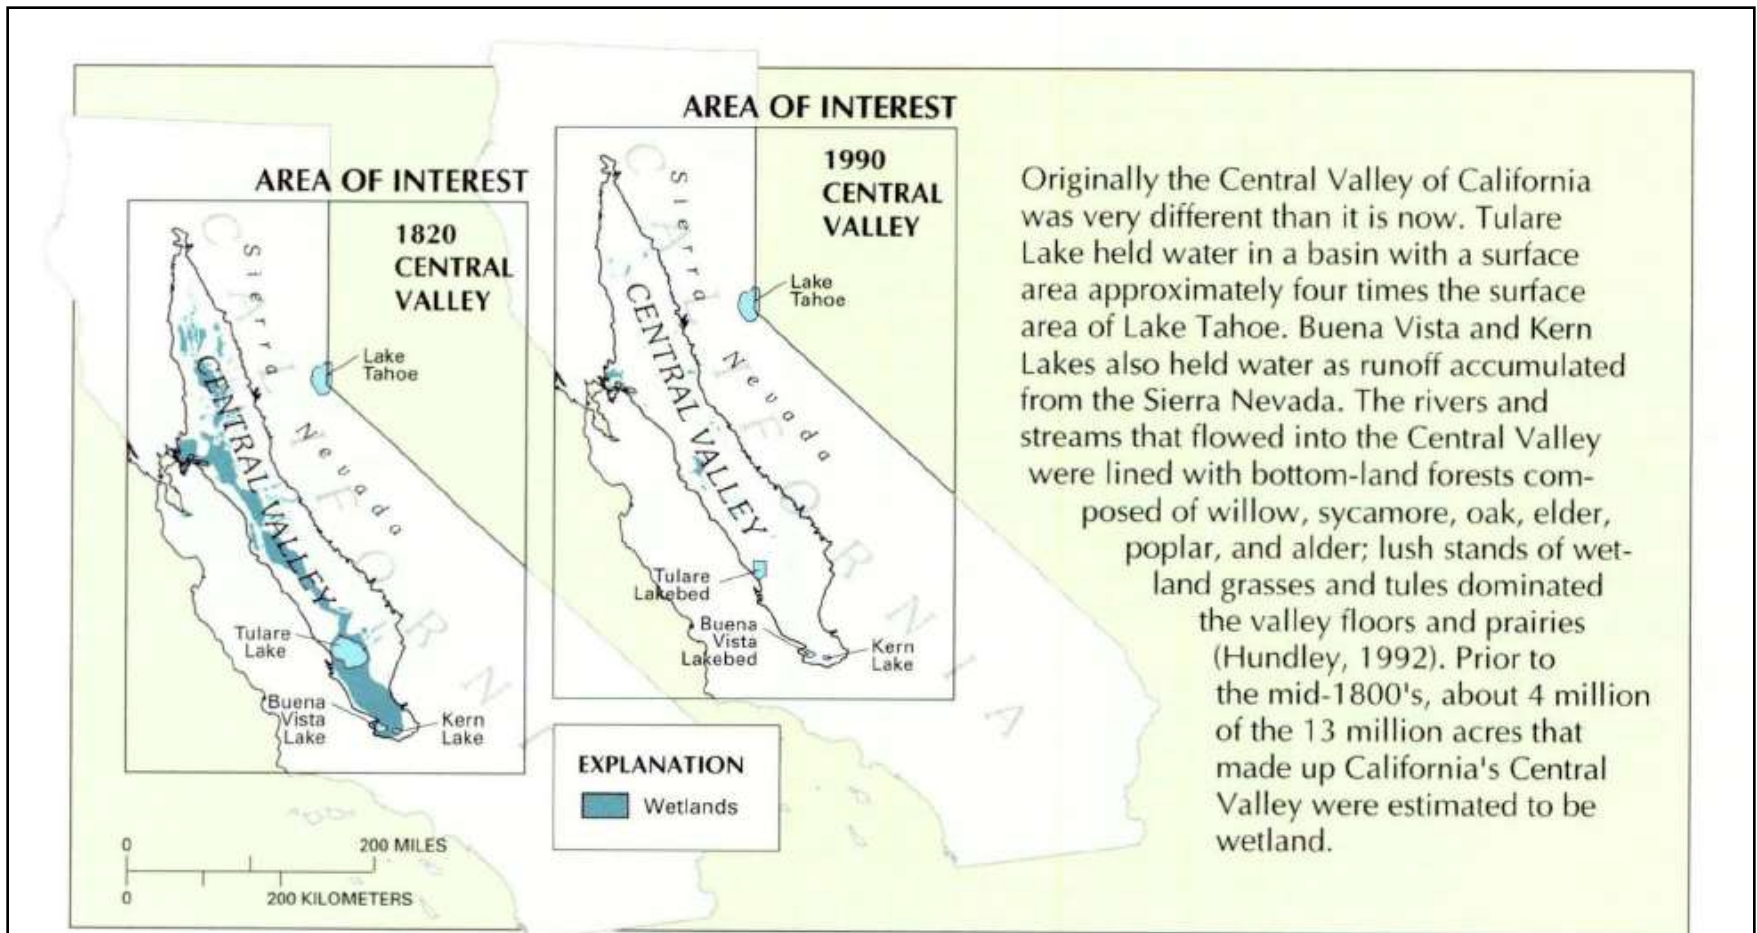 AREA OF INTEREST
1820
CENTRAL
VALLEY
CALIFORNIA
Sierra Nevada
CENTRAL VALLEY
Lake
Tahoe
Tulare
Lake
Buena
Vista
Lake
Kern
Lake
AREA OF INTEREST
1990
CENTRAL
VALLEY
CALIFORNIA
Sierra Nevada
CENTRAL VALLEY
Lake
Tahoe
Tulare
Lakebed
Buena
Vista
Lakebed
Kern
Lake
EXPLANATION
Wetlands
0 200 MILES
0 200 KILOMETERS
Originally the Central Valley of California
was very different than it is now. Tulare
Lake held water in a basin with a surface
area approximately four times the surface
area of Lake Tahoe. Buena Vista and Kern
Lakes also held water as runoff accumulated
from the Sierra Nevada. The rivers and
streams that flowed into the Central Valley
were lined with bottom-land forests com-
posed of willow, sycamore, oak, elder,
poplar, and alder; lush stands of wet-
land grasses and tules dominated
the valley floors and prairies
(Hundley, 1992). Prior to
the mid-1800's, about 4 million
of the 13 million acres that
made up California's Central
Valley were estimated to be
wetland.